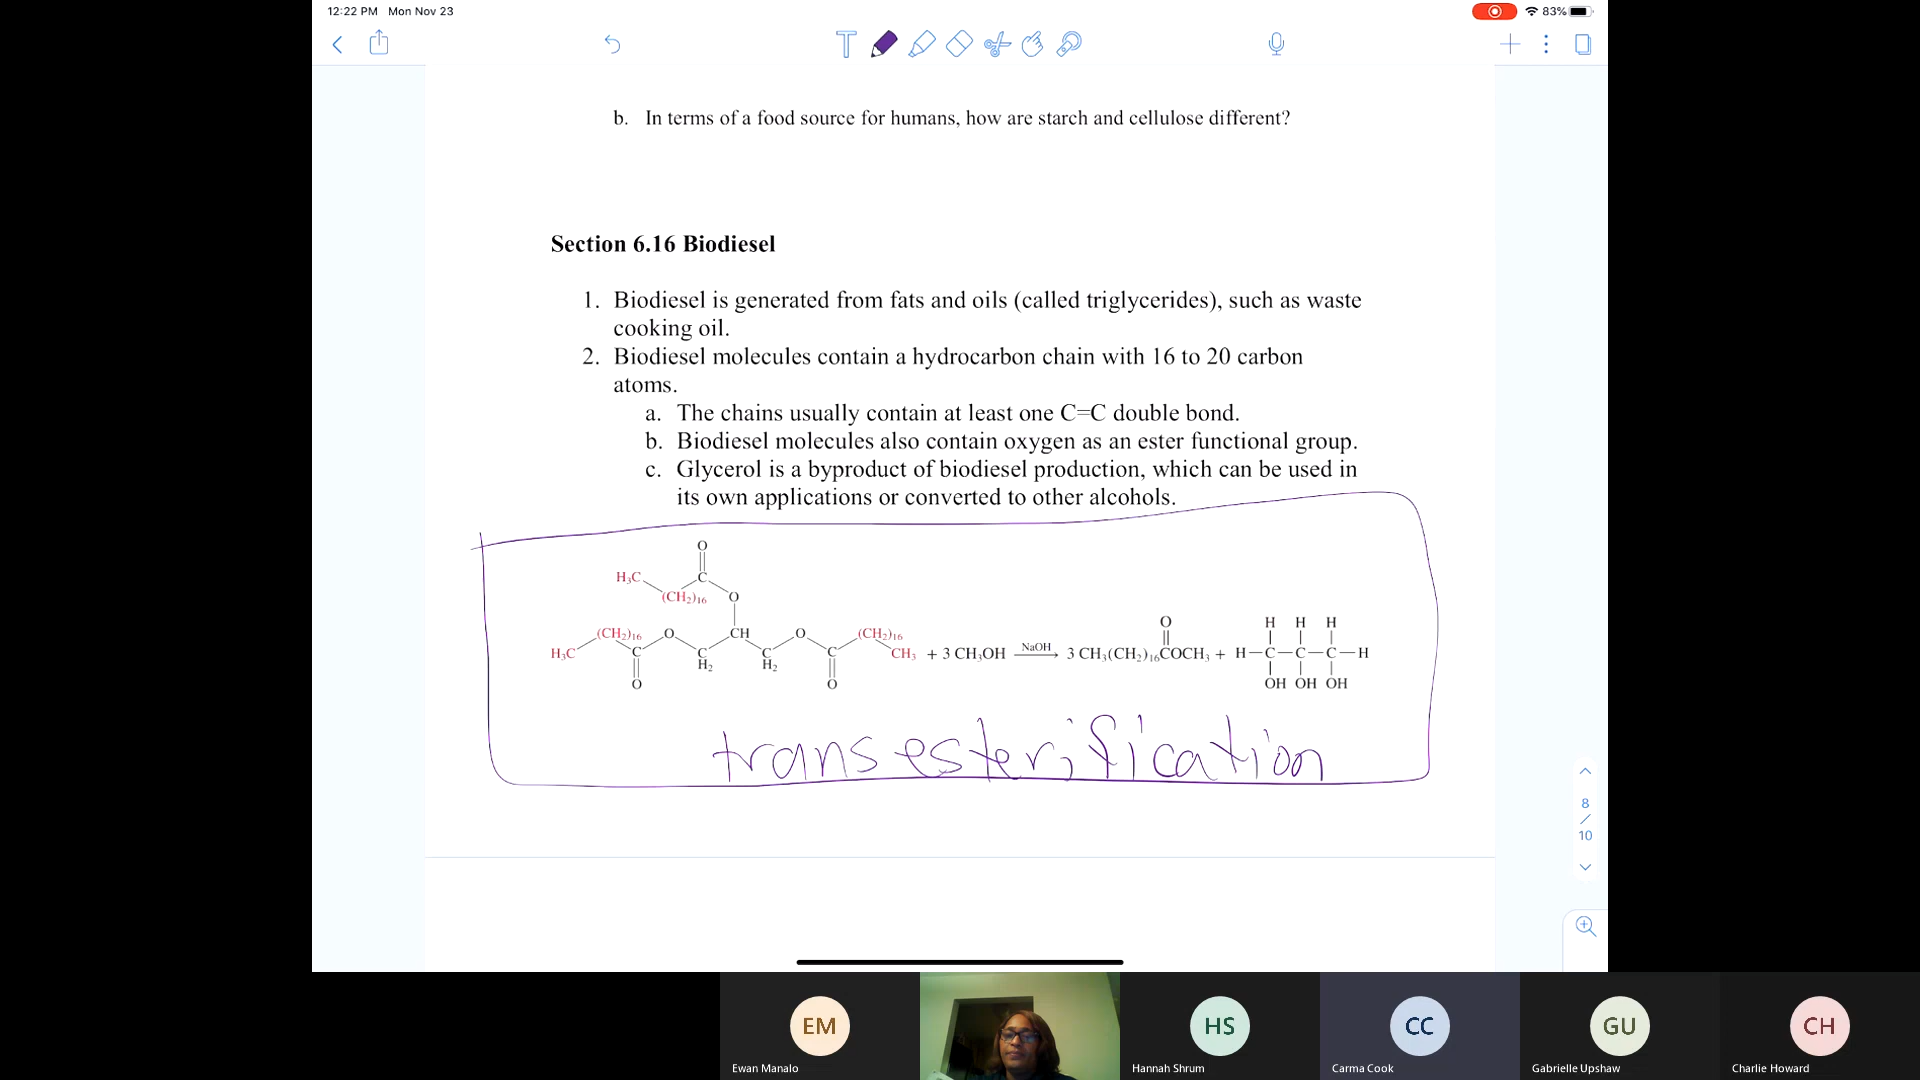 12:22 PM Mon Nov 23
83%
T
b. In terms of a food source for humans, how are starch and cellulose different?
Section 6.16 Biodiesel
1. Biodiesel is generated from fats and oils (called triglycerides), such as waste
cooking oil.
2. Biodiesel molecules contain a hydrocarbon chain with 16 to 20 carbon
atoms.
a. The chains usually contain at least one C=C double bond.
b. Biodiesel molecules also contain oxygen as an ester functional group.
c. Glycerol is a byproduct of biodiesel production, which can be used in
its own applications or converted to other alcohols.
O
H₃C C
(CH₂)₁₆ O
O H H H
(CH₂)₁₆ O CH O (CH₂)₁₆
H₃C C C C C CH₃ + 3 CH₃OH NaOH 3 CH₃(CH₂)₁₆COCH₃ + H—C—C—C—H
H₂ H₂
O O OH OH OH
transesterification
8
/
10
EM
HS
CC
GU
CH
Ewan Manalo
Hannah Shrum
Carma Cook
Gabrielle Upshaw
Charlie Howard